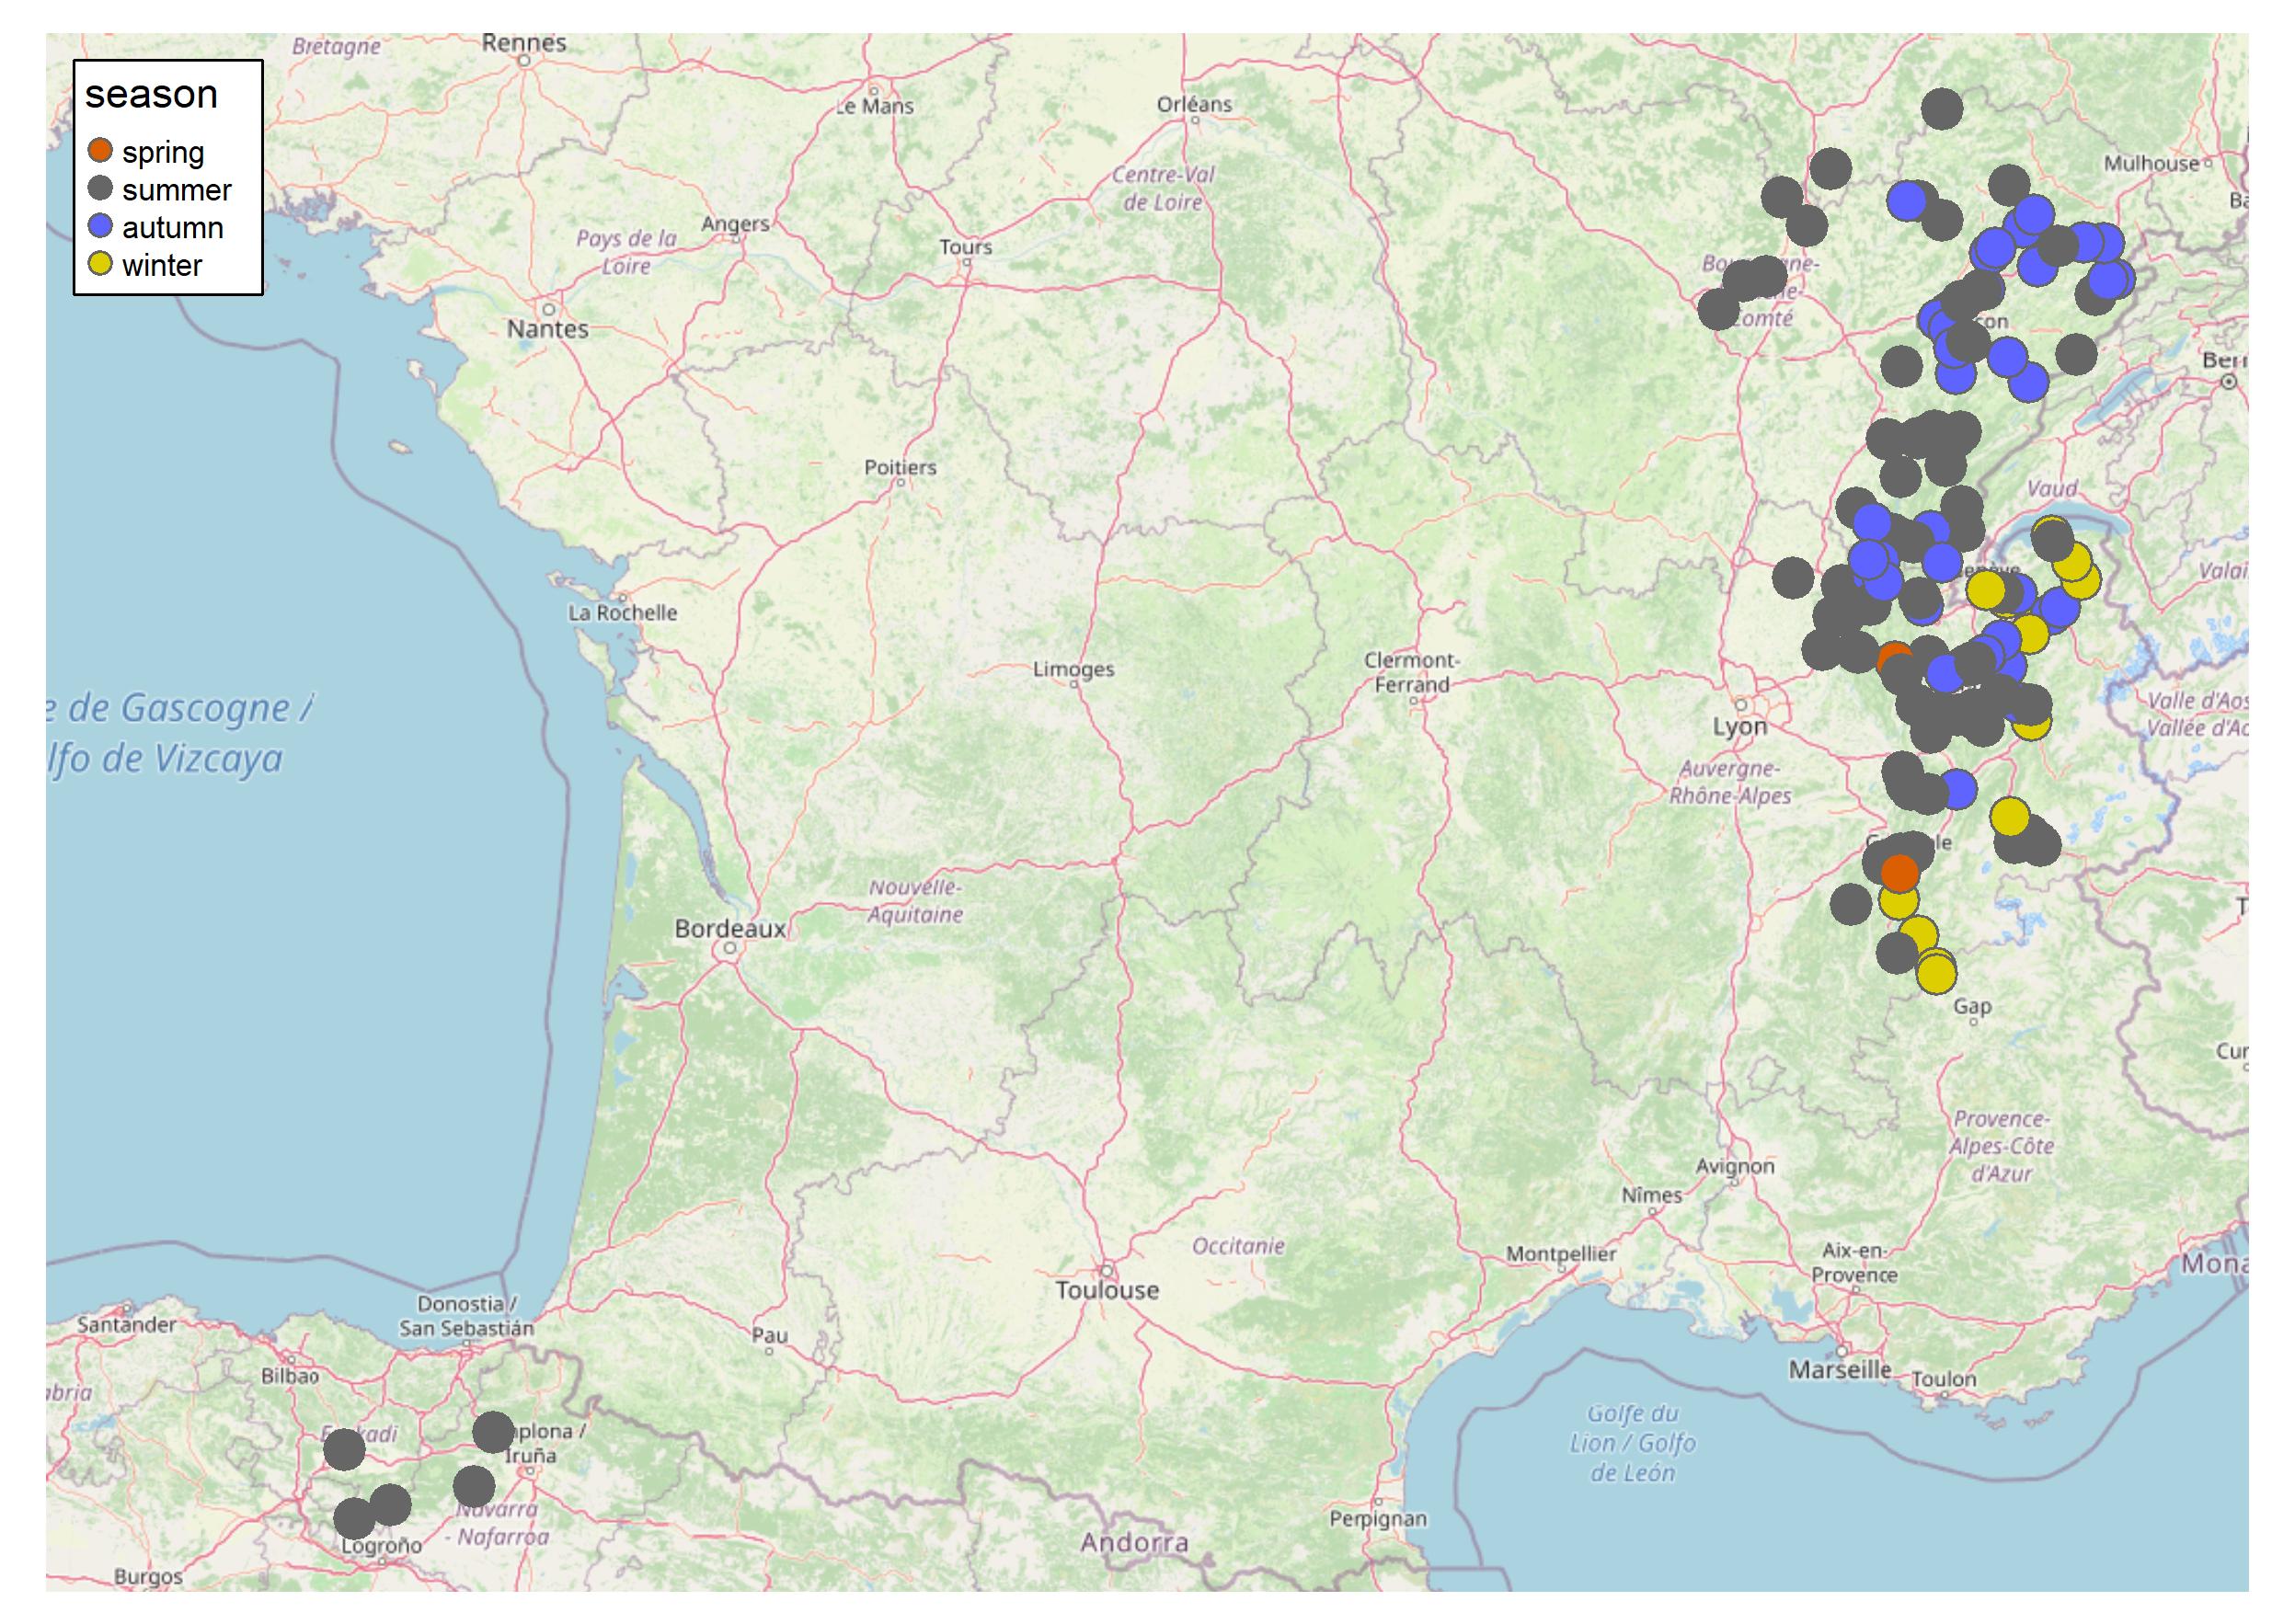 Bretagne
Rennes
season
spring
summer
autumn
winter
Le Mans
Orléans
Mulhouse
Centre-Val
de Loire
Ba
Pays de la
Loire
Angers
Tours
Nantes
Bern
Poitiers
Vaud
La Rochelle
Valai
Limoges
Clermont-
Ferrand
e de Gascogne /
lfo de Vizcaya
Lyon
Valle d'Aos
Vallée d'Ao
Auvergne-
Rhône-Alpes
Nouvelle-
Aquitaine
Bordeaux
T
Gap
Cur
Provence-
Alpes-Côte
d'Azur
Avignon
Nîmes
Occitanie
Montpellier
Aix-en-
Provence
Mona
Toulouse
Donostia /
San Sebastián
Santander
Pau
Bilbao
Marseille
Toulon
abria
Golfe du
Lion / Golfo
de León
Iruña
Navarra
- Nafarroa
Perpignan
Logroño
Andorra
Burgos